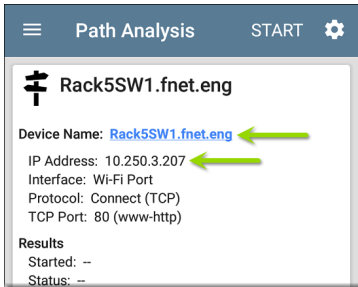 Path Analysis START
Rack5SW1.fnet.eng
Device Name: Rack5SW1.fnet.eng
IP Address: 10.250.3.207
Interface: Wi-Fi Port
Protocol: Connect (TCP)
TCP Port: 80 (www-http)
Results
Started: --
Status: --